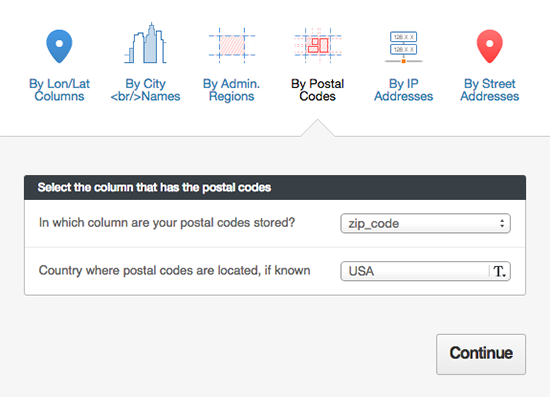 128 X X
128 X X
By Lon/Lat
Columns
By City
<br/>Names
By Admin.
Regions
By Postal
Codes
By IP
Addresses
By Street
Addresses
Select the column that has the postal codes
In which column are your postal codes stored?
zip_code
Country where postal codes are located, if known
USA
T
Continue